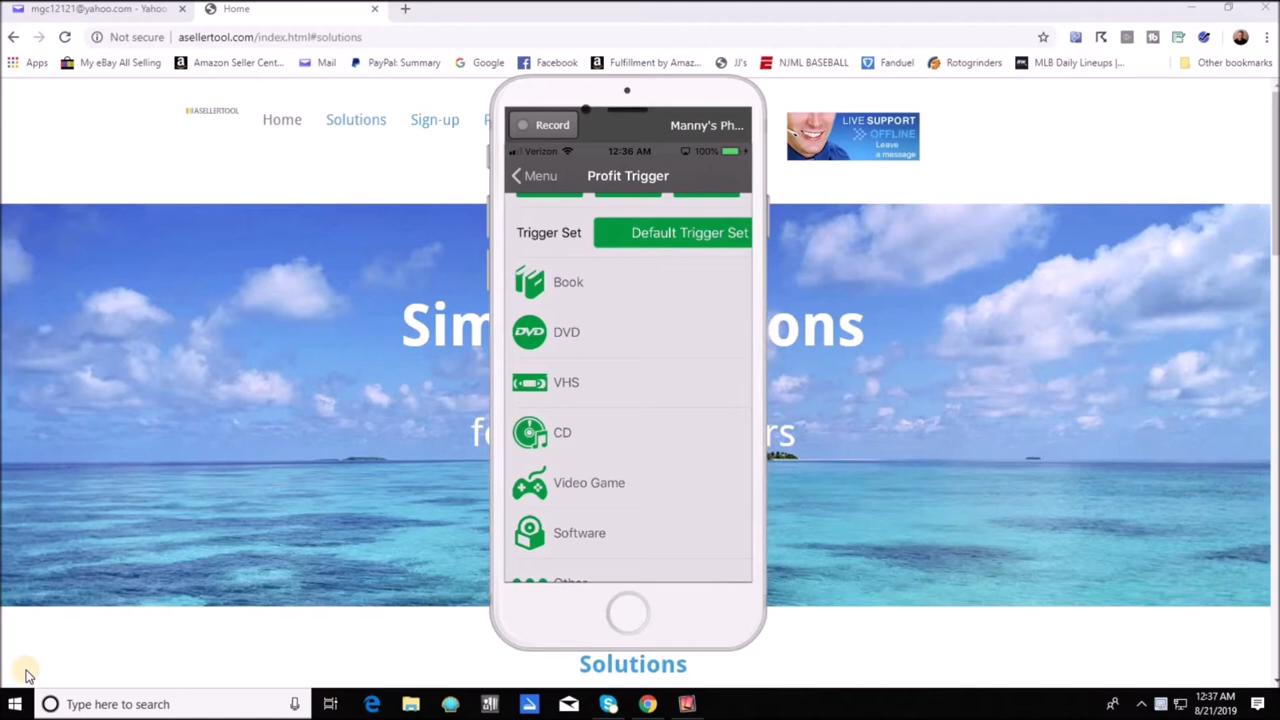 mgc12121@yahoo.com - Yahoo
Home
Not secure | asellertool.com/index.html#solutions
Apps
My eBay All Selling
Amazon Seller Cent...
Mail
PayPal: Summary
Google
Facebook
Fulfillment by Amaz...
JJ's
NJML BASEBALL
Fanduel
Rotogrinders
MLB Daily Lineups |...
Other bookmarks
ASELLERTOOL
Home
Solutions
Sign-up
LIVE SUPPORT
OFFLINE
Leave
a message
Record
Manny's Ph...
Verizon
12:36 AM
100%
Menu
Profit Trigger
Trigger Set
Default Trigger Set
Book
DVD
DVD
VHS
CD
Video Game
Software
Solutions
Type here to search
12:37 AM
8/21/2019